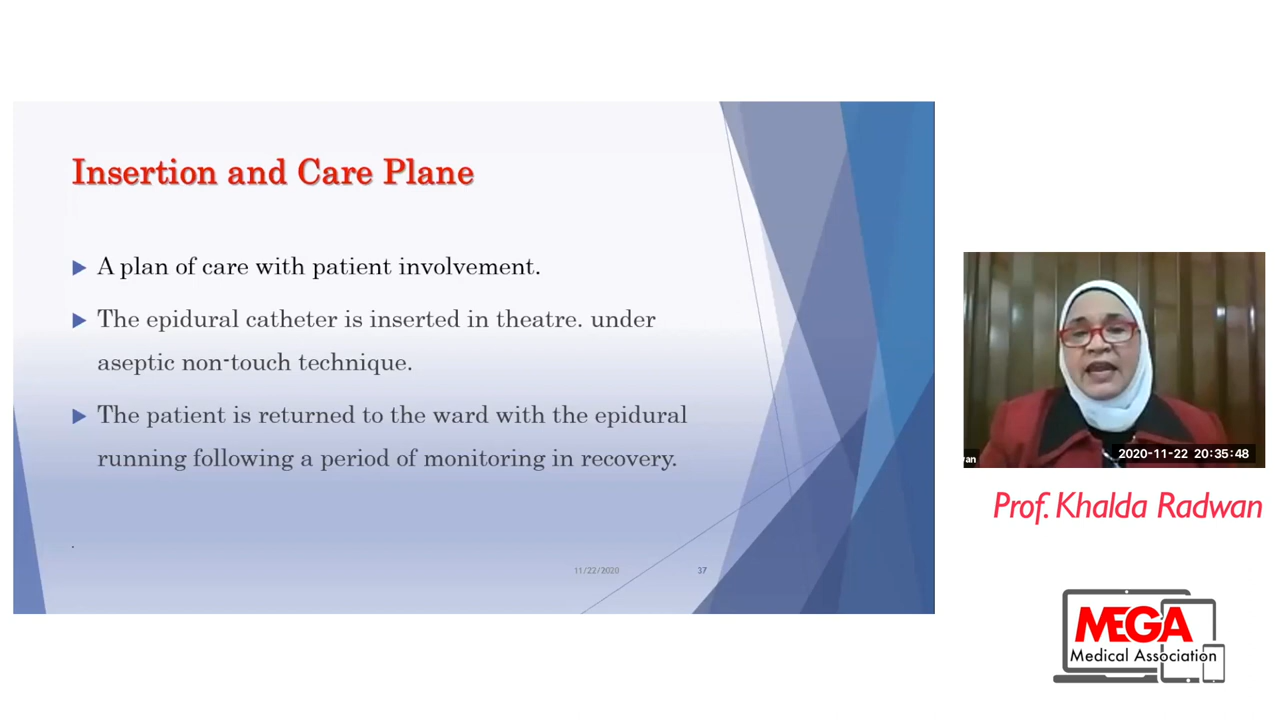 Insertion and Care Plane
A plan of care with patient involvement.
The epidural catheter is inserted in theatre. under
aseptic non-touch technique.
The patient is returned to the ward with the epidural
running following a period of monitoring in recovery.
.
11/22/2020
37
an
2020-11-22 20:35:48
Prof. Khalda Radwan
MEGA
Medical Association